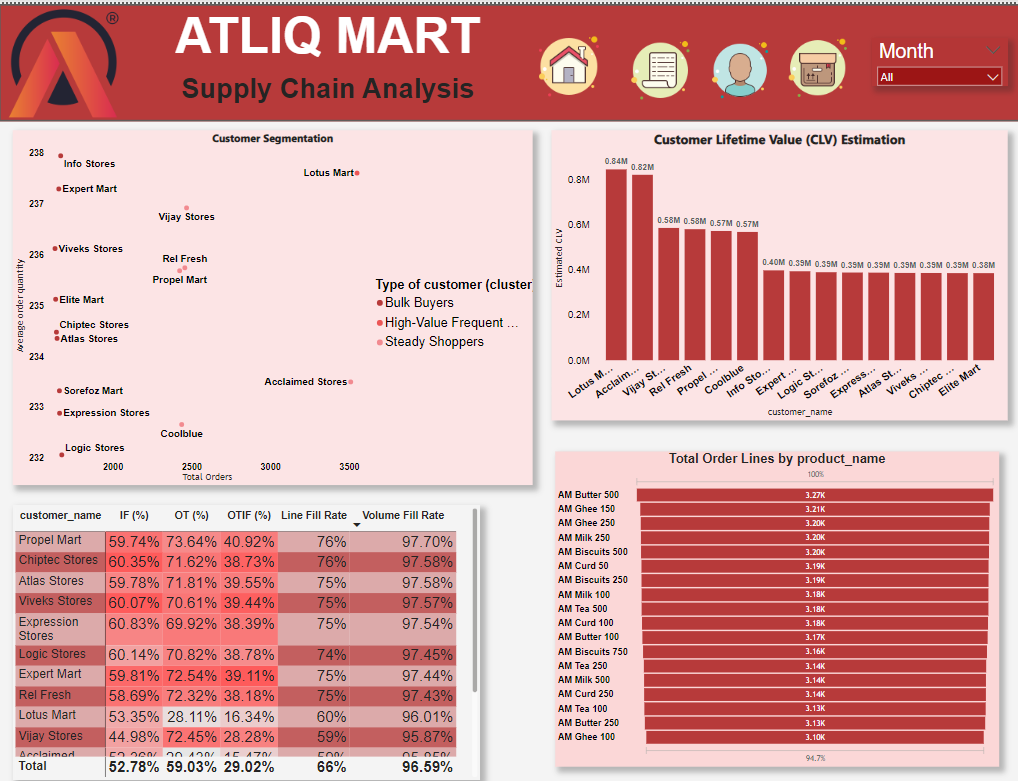 ®
ATLIQ MART
Supply Chain Analysis
Month
All
Customer Segmentation
238
237
236
235
234
233
232
Average order quantity
Info Stores
Lotus Mart
Expert Mart
Vijay Stores
Viveks Stores
Rel Fresh
Propel Mart
Elite Mart
Chiptec Stores
Atlas Stores
Acclaimed Stores
Sorefoz Mart
Expression Stores
Coolblue
Logic Stores
2000 2500 3000 3500
Total Orders
Type of customer (cluster
Bulk Buyers
High-Value Frequent ...
Steady Shoppers
Customer Lifetime Value (CLV) Estimation
0.8M
0.6M
0.4M
0.2M
0.0M
Estimated CLV
0.84M 0.82M 0.58M 0.58M 0.57M 0.57M 0.40M 0.39M 0.39M 0.39M 0.39M 0.39M 0.39M 0.39M 0.38M
Lotus M... Acclaim... Vijay St... Rel Fresh Propel ... Coolblue Info Sto... Expert ... Logic St... Sorefoz ... Express... Atlas St... Viveks ... Chiptec ... Elite Mart
customer_name
customer_name IF (%) OT (%) OTIF (%) Line Fill Rate Volume Fill Rate
Propel Mart 59.74% 73.64% 40.92% 76% 97.70%
Chiptec Stores 60.35% 71.62% 38.73% 76% 97.58%
Atlas Stores 59.78% 71.81% 39.55% 75% 97.58%
Viveks Stores 60.07% 70.61% 39.44% 75% 97.57%
Expression Stores 60.83% 69.92% 38.39% 75% 97.54%
Logic Stores 60.14% 70.82% 38.78% 74% 97.45%
Expert Mart 59.81% 72.54% 39.11% 75% 97.44%
Rel Fresh 58.69% 72.32% 38.18% 75% 97.43%
Lotus Mart 53.35% 28.11% 16.34% 60% 96.01%
Vijay Stores 44.98% 72.45% 28.28% 59% 95.87%
Acclaimed
Total 52.78% 59.03% 29.02% 66% 96.59%
Total Order Lines by product_name
100%
AM Butter 500 3.27K
AM Ghee 150 3.21K
AM Ghee 250 3.20K
AM Milk 250 3.20K
AM Biscuits 500 3.20K
AM Curd 50 3.19K
AM Biscuits 250 3.19K
AM Milk 100 3.18K
AM Tea 500 3.18K
AM Curd 100 3.18K
AM Butter 100 3.17K
AM Biscuits 750 3.16K
AM Tea 250 3.14K
AM Milk 500 3.14K
AM Curd 250 3.14K
AM Tea 100 3.13K
AM Butter 250 3.13K
AM Ghee 100 3.10K
94.7%